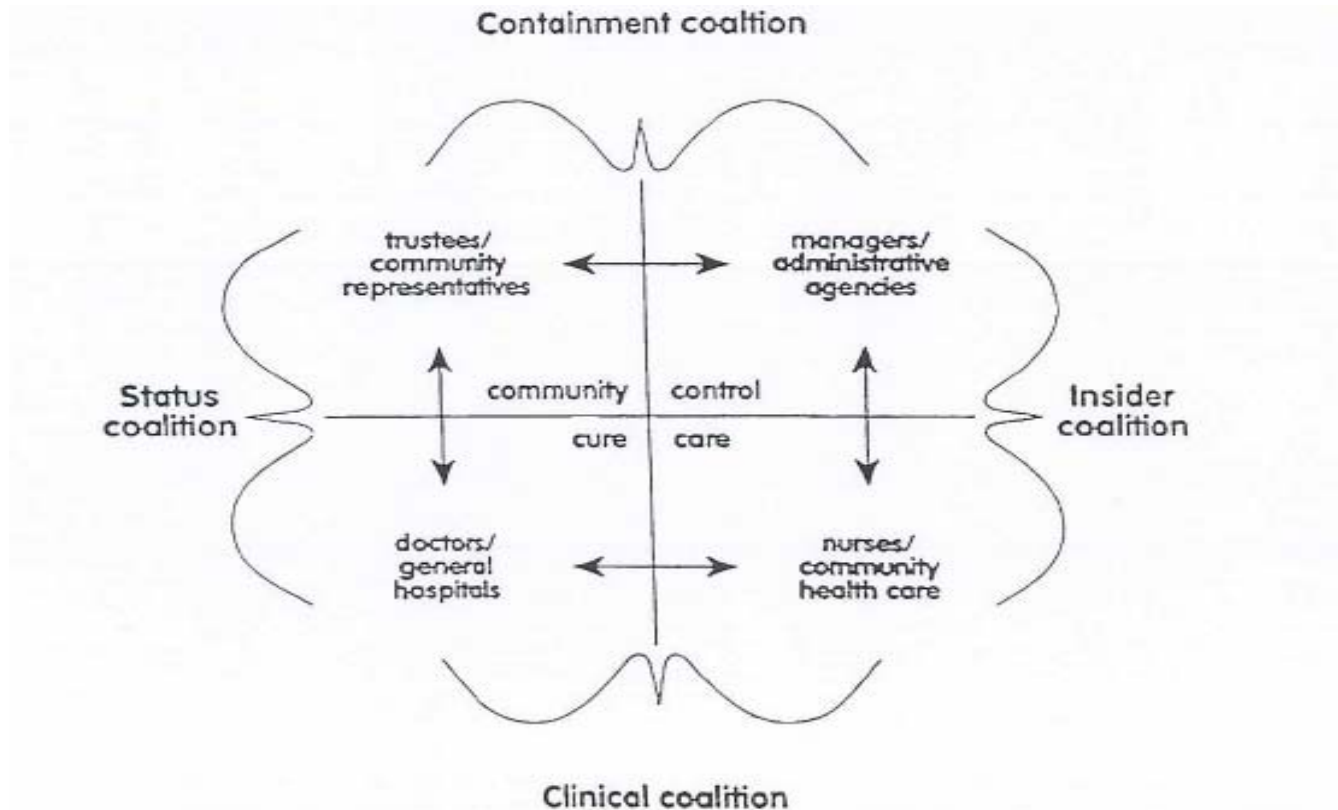 Containment coaltion
trustees/
community
representatives
managers/
administrative
agencies
Status
coalition
community
control
cure
care
Insider
coalition
doctors/
general
hospitals
nurses/
community
health care
Clinical coalition